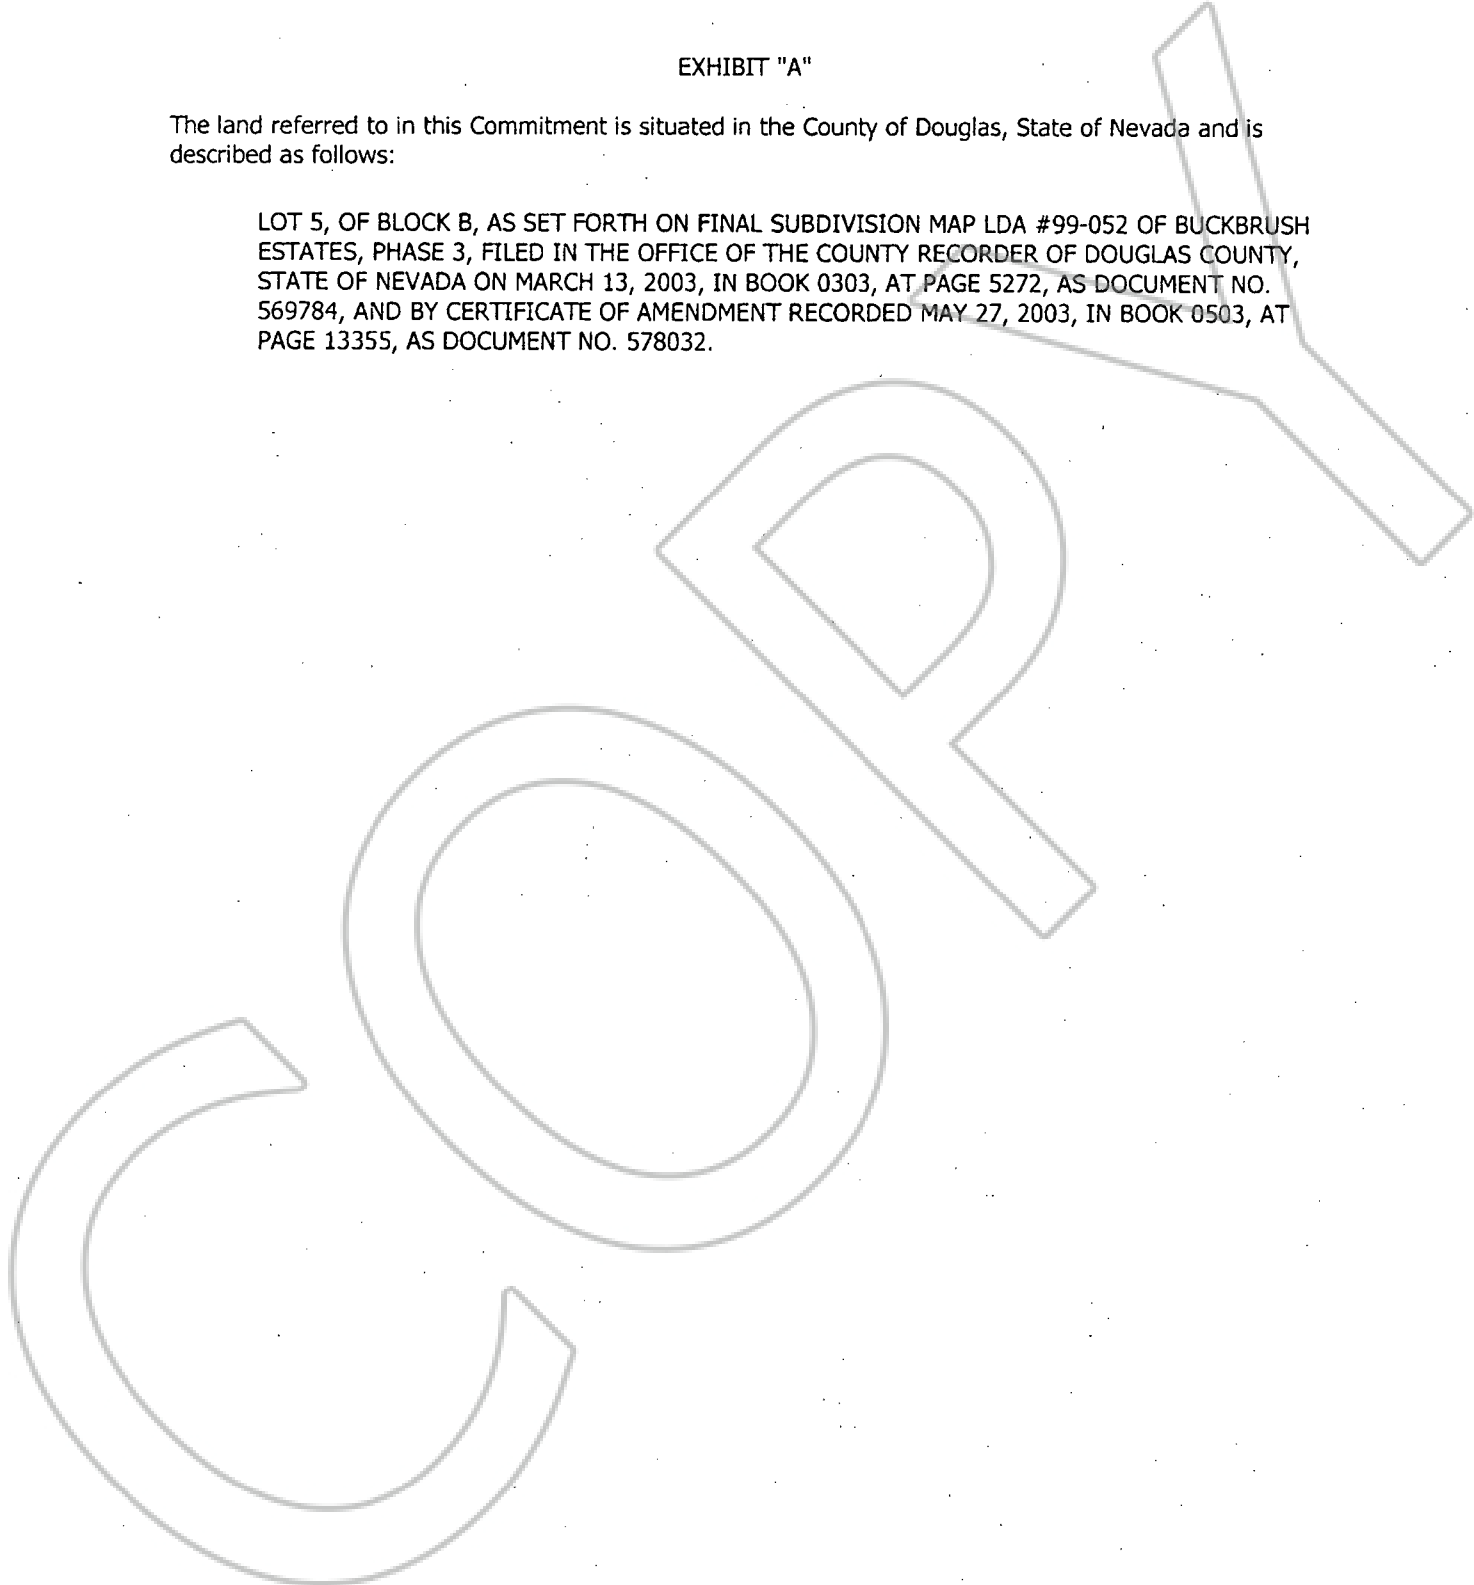 EXHIBIT "A"
The land referred to in this Commitment is situated in the County of Douglas, State of Nevada and is
described as follows:
LOT 5, OF BLOCK B, AS SET FORTH ON FINAL SUBDIVISION MAP LDA #99-052 OF BUCKBRUSH
ESTATES, PHASE 3, FILED IN THE OFFICE OF THE COUNTY RECORDER OF DOUGLAS COUNTY,
STATE OF NEVADA ON MARCH 13, 2003, IN BOOK 0303, AT PAGE 5272, AS DOCUMENT NO.
569784, AND BY CERTIFICATE OF AMENDMENT RECORDED MAY 27, 2003, IN BOOK 0503, AT
PAGE 13355, AS DOCUMENT NO. 578032.
COPY